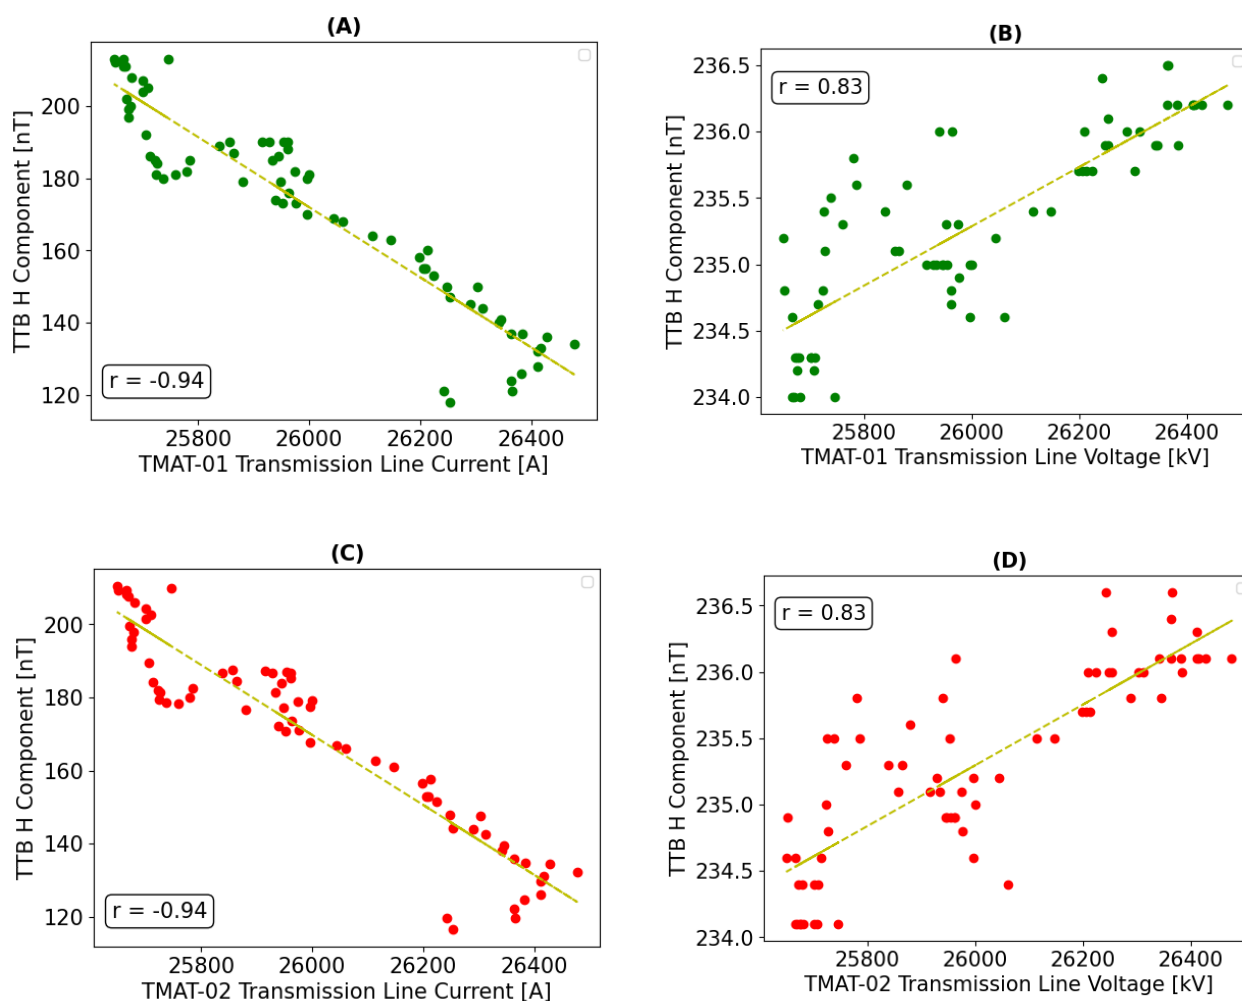 (A)
TTB H Component [nT]
200
180
160
140
120
r = -0.94
25800 26000 26200 26400
TMAT-01 Transmission Line Current [A]
(B)
TTB H Component [nT]
236.5
236.0
235.5
235.0
234.5
234.0
r = 0.83
25800 26000 26200 26400
TMAT-01 Transmission Line Voltage [kV]
(C)
TTB H Component [nT]
200
180
160
140
120
r = -0.94
25800 26000 26200 26400
TMAT-02 Transmission Line Current [A]
(D)
TTB H Component [nT]
236.5
236.0
235.5
235.0
234.5
234.0
r = 0.83
25800 26000 26200 26400
TMAT-02 Transmission Line Voltage [kV]